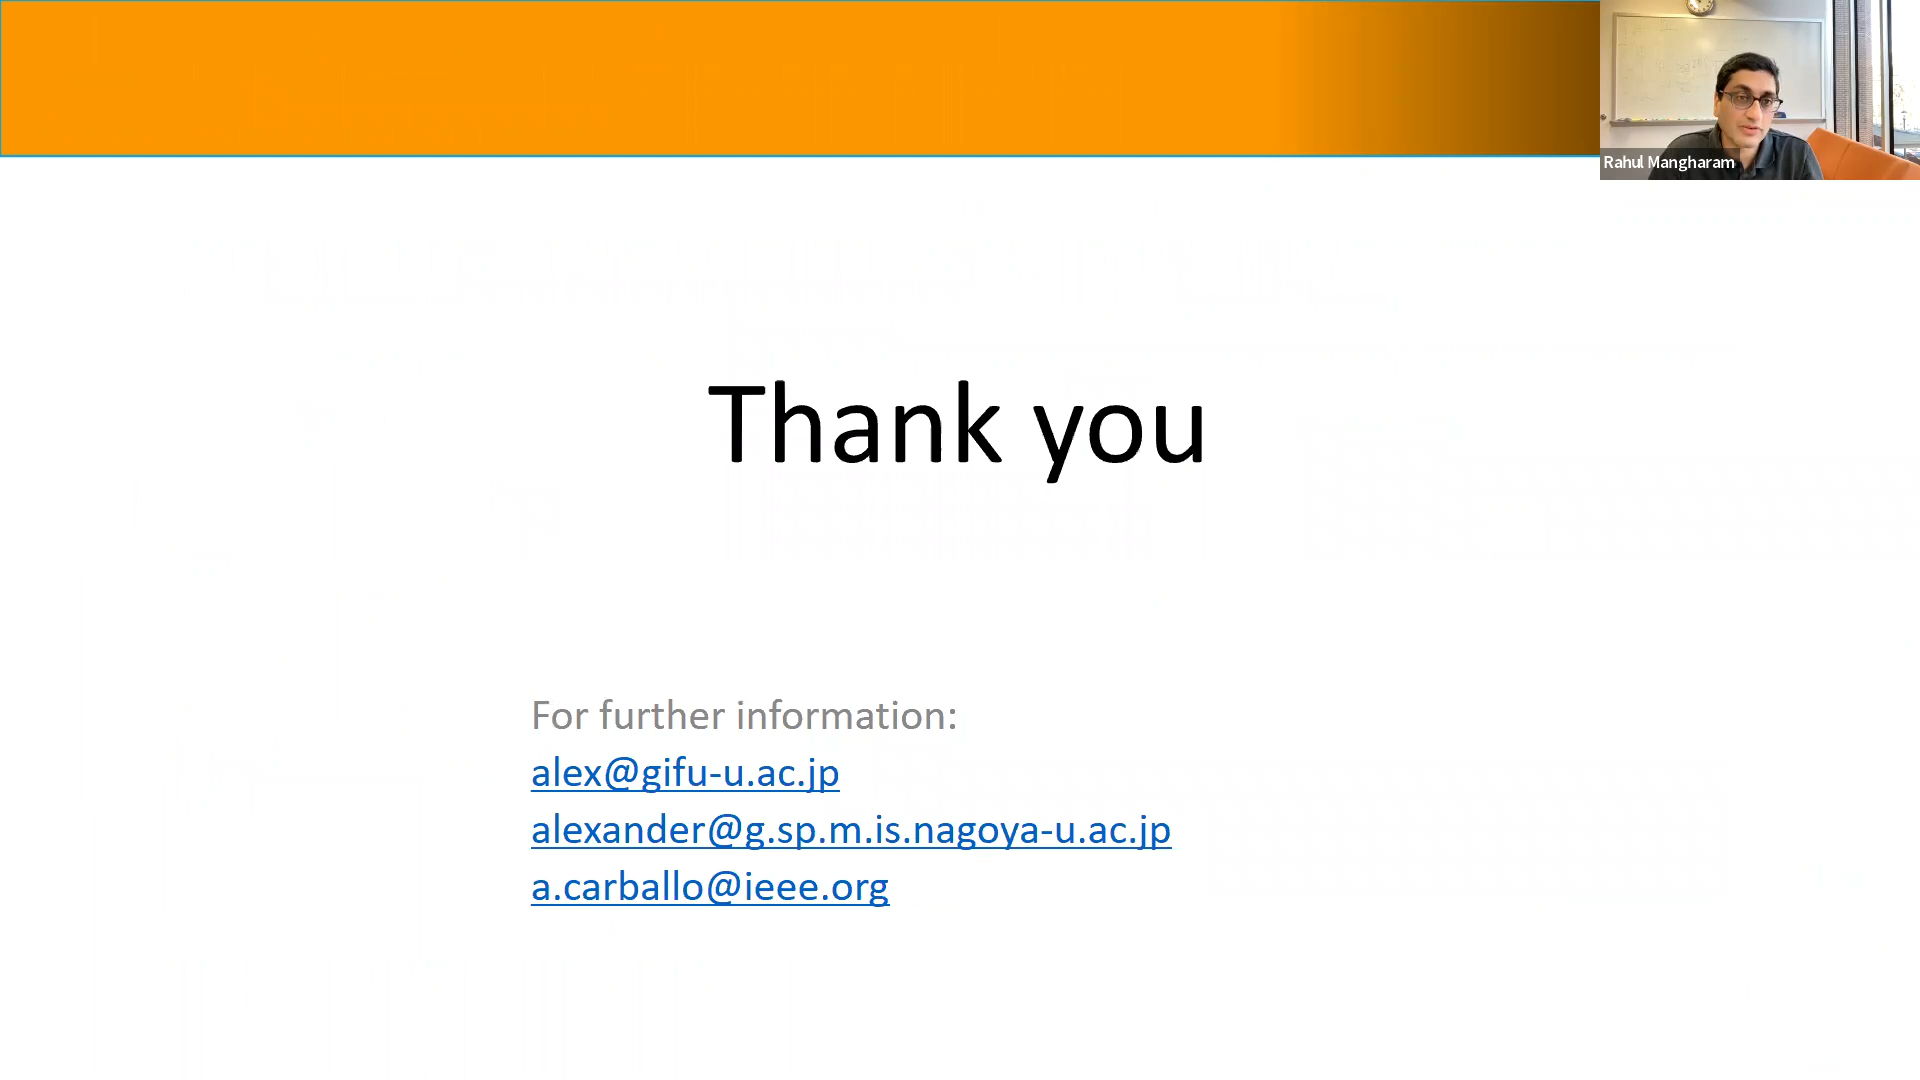 Rahul Mangharam
Thank you
For further information:
alex@gifu-u.ac.jp
alexander@g.sp.m.is.nagoya-u.ac.jp
a.carballo@ieee.org